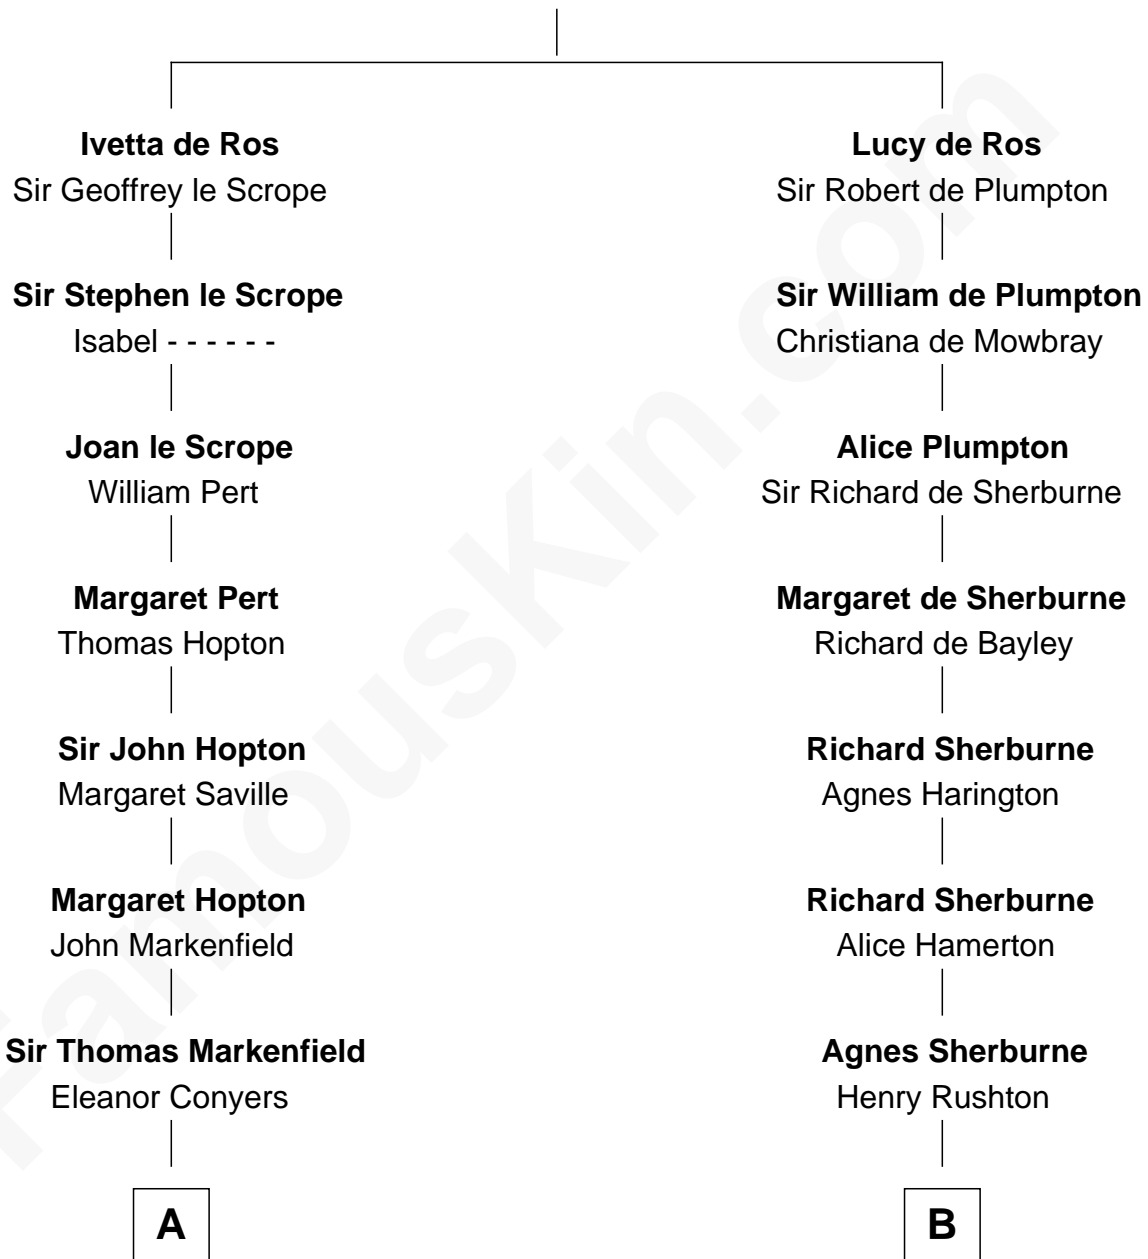 Ivetta de Ros
Sir Geoffrey le Scrope
Sir Stephen le Scrope
Isabel - - - - - -
Joan le Scrope
William Pert
Margaret Pert
Thomas Hopton
Sir John Hopton
Margaret Saville
Margaret Hopton
John Markenfield
Sir Thomas Markenfield
Eleanor Conyers
A
Lucy de Ros
Sir Robert de Plumpton
Sir William de Plumpton
Christiana de Mowbray
Alice Plumpton
Sir Richard de Sherburne
Margaret de Sherburne
Richard de Bayley
Richard Sherburne
Agnes Harington
Richard Sherburne
Alice Hamerton
Agnes Sherburne
Henry Rushton
B
FamousKin.com